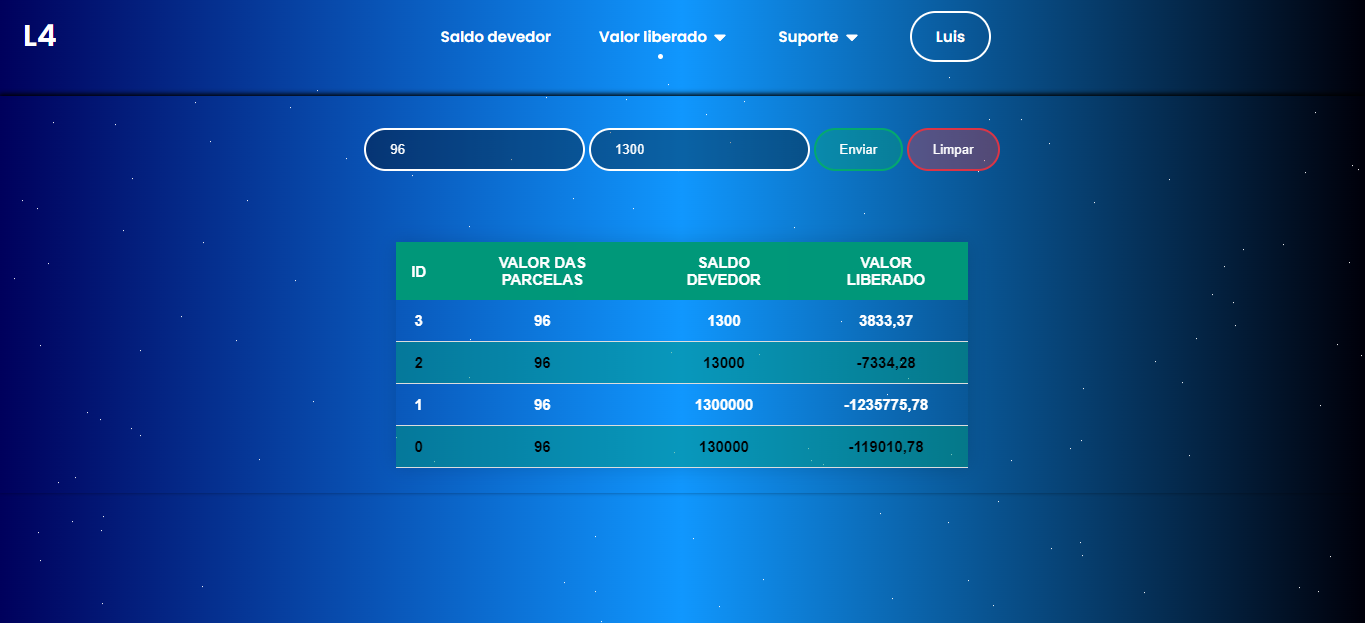 L4
Saldo devedor Valor liberado Suporte Luis
96 1300 Enviar Limpar
ID VALOR DAS PARCELAS SALDO DEVEDOR VALOR LIBERADO
3 96 1300 3833,37
2 96 13000 -7334,28
1 96 1300000 -1235775,78
0 96 130000 -119010,78